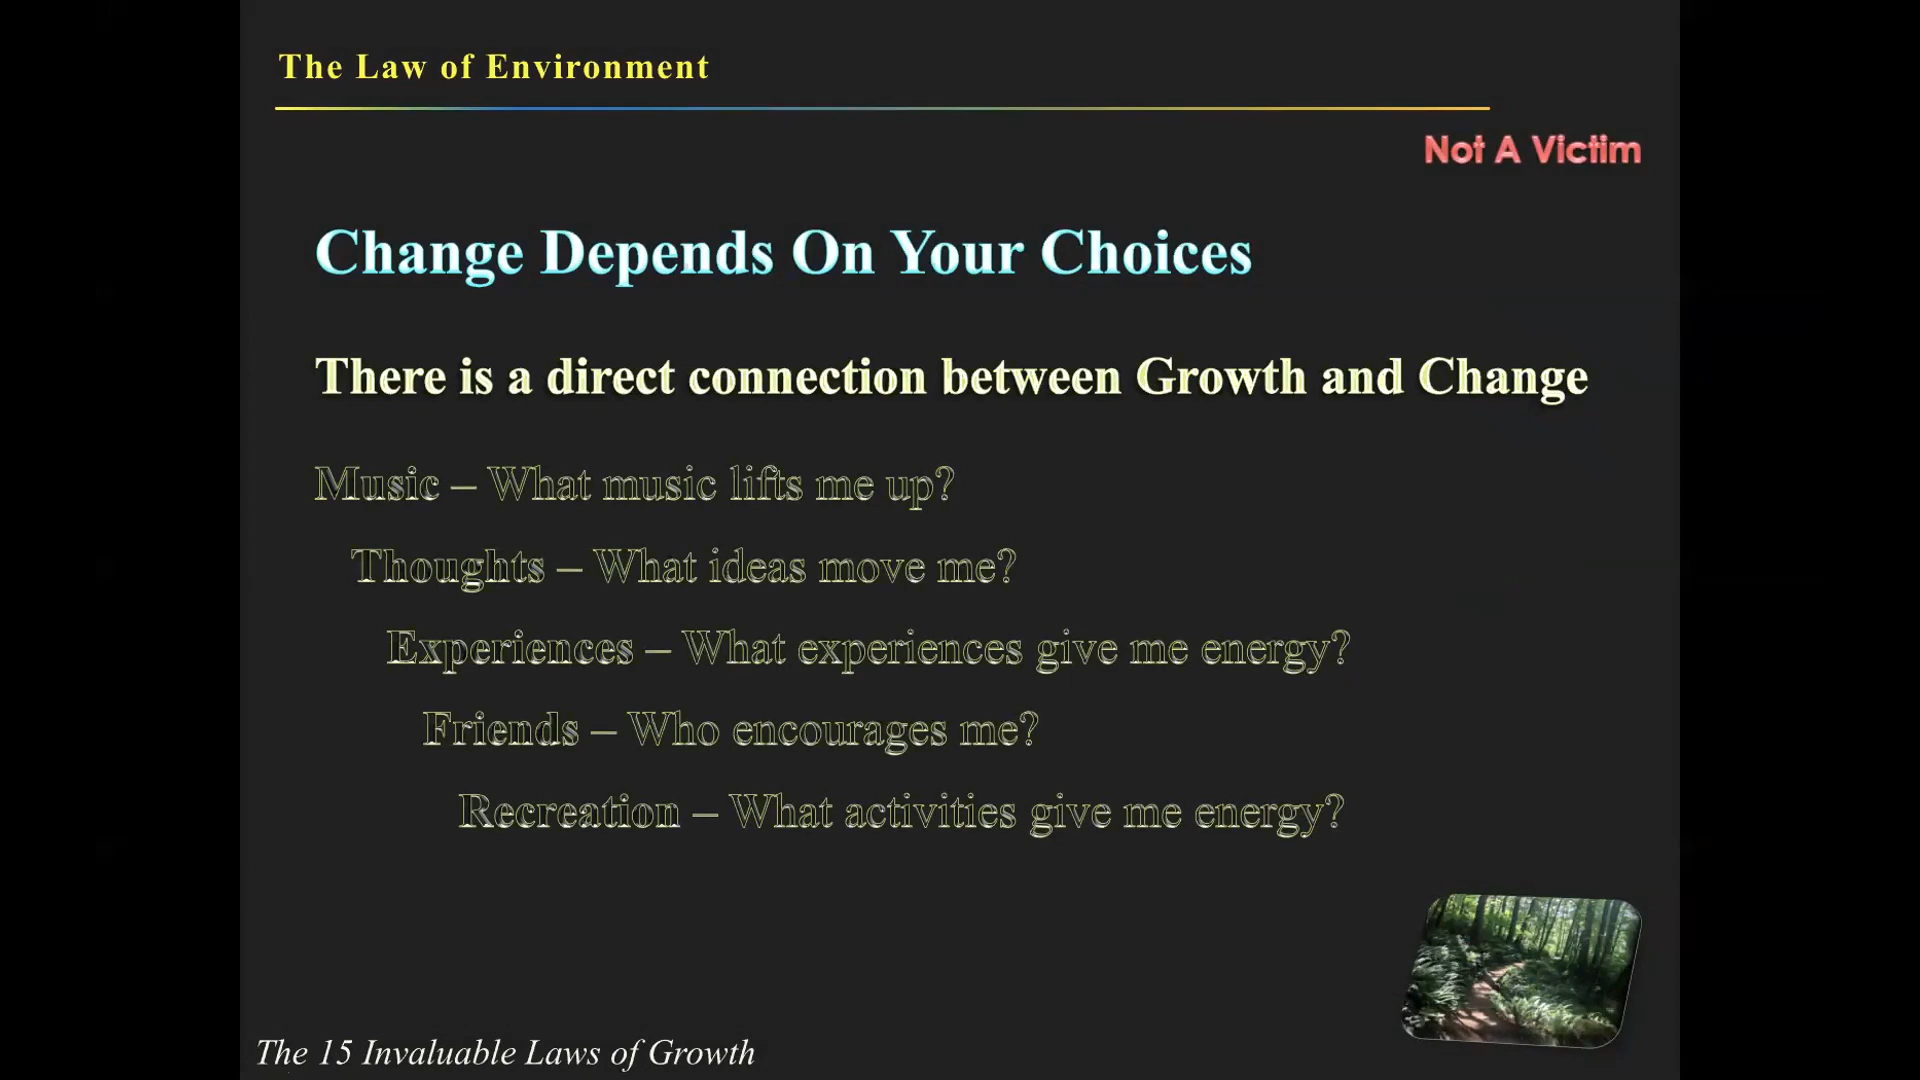 The Law of Environment
Not A Victim
Change Depends On Your Choices
There is a direct connection between Growth and Change
Music – What music lifts me up?
Thoughts – What ideas move me?
Experiences – What experiences give me energy?
Friends – Who encourages me?
Recreation – What activities give me energy?
The 15 Invaluable Laws of Growth